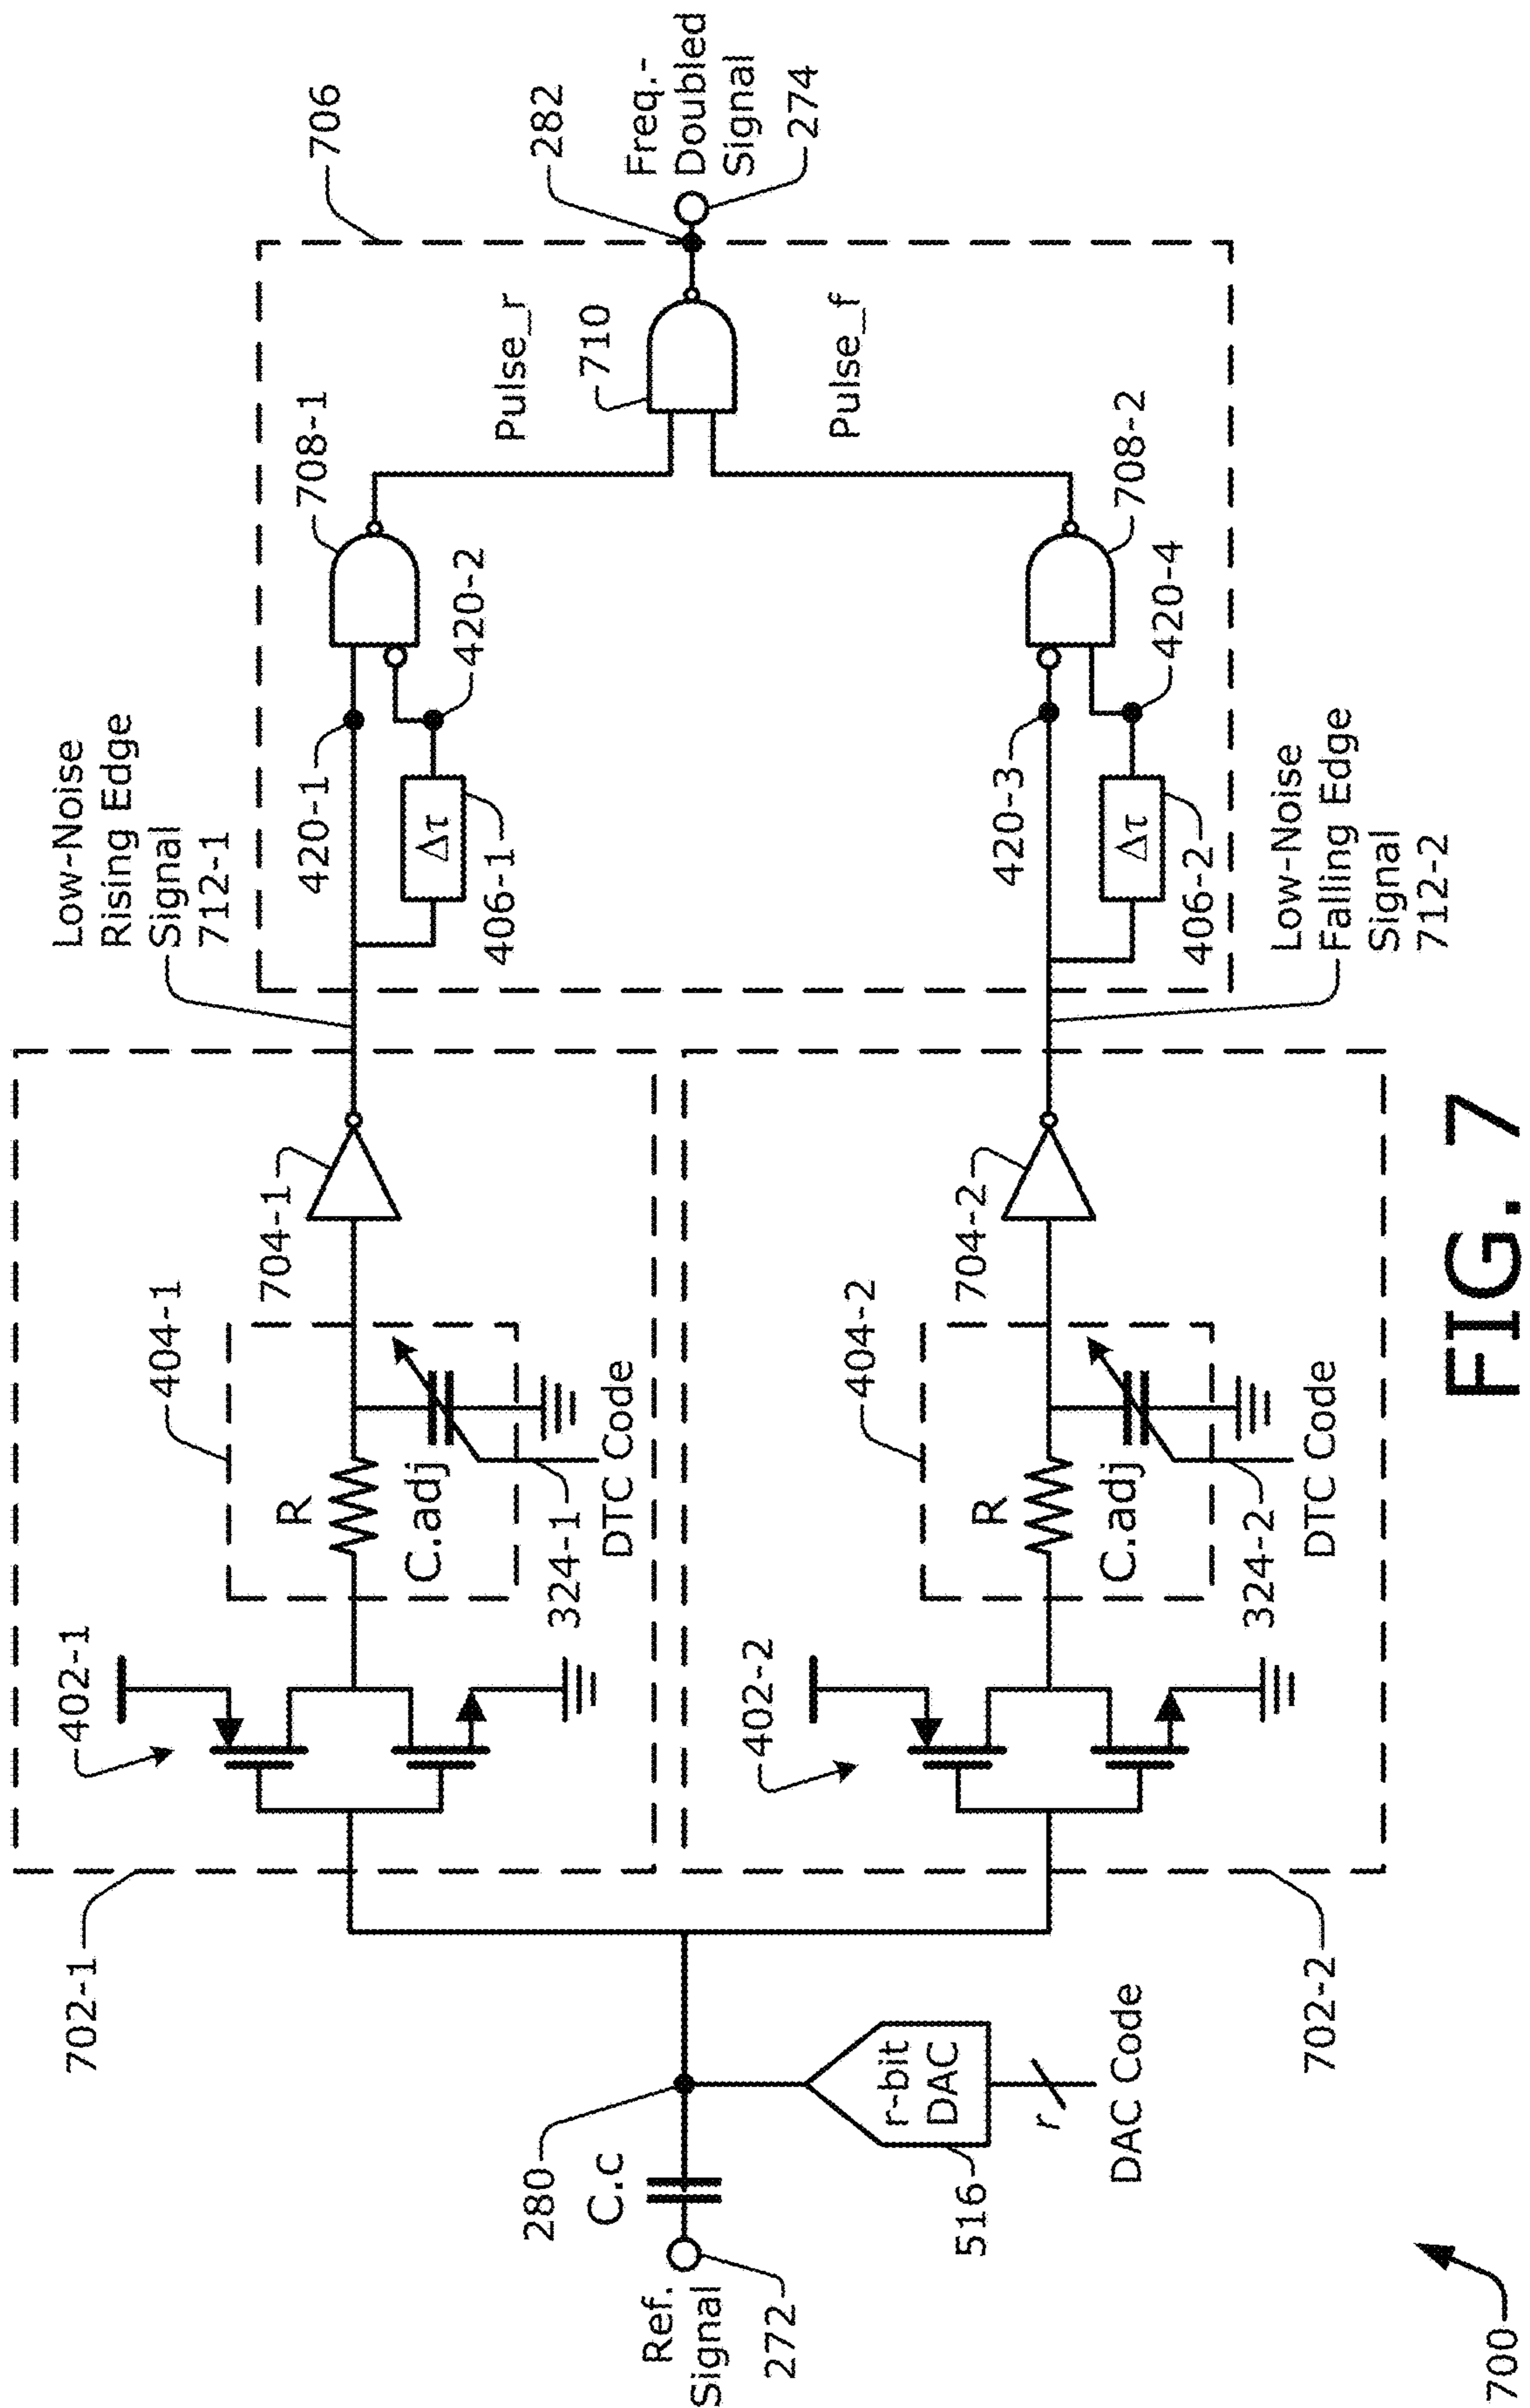 702-1
402-1
404-1
R
C.adj
324-1
DTC Code
704-1
Low-Noise
Rising Edge
Signal
712-1
420-1
Δτ
406-1
420-2
708-1
Pulse_r
710
Pulse_f
706
282
Freq.-
Doubled
Signal
274
Ref.
Signal
272
C.c
280
r-bit
DAC
516
r
DAC Code
702-2
402-2
404-2
R
C.adj
324-2
DTC Code
704-2
420-3
Δτ
406-2
420-4
708-2
Low-Noise
Falling Edge
Signal
712-2
700
FIG. 7